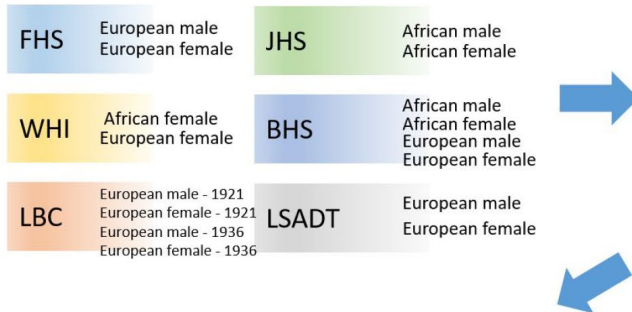 FHS
European male
European female
JHS
African male
African female
WHI
African female
European female
BHS
African male
African female
European male
European female
LBC
European male - 1921
European female - 1921
European male - 1936
European female - 1936
LSADT
European male
European female